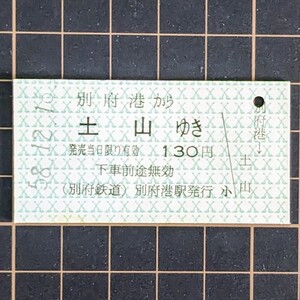 58.12.10
別府港から
土山ゆき
発売当日限り有効 130円
下車前途無効
(別府鉄道) 別府港駅発行 小
別府港→土山